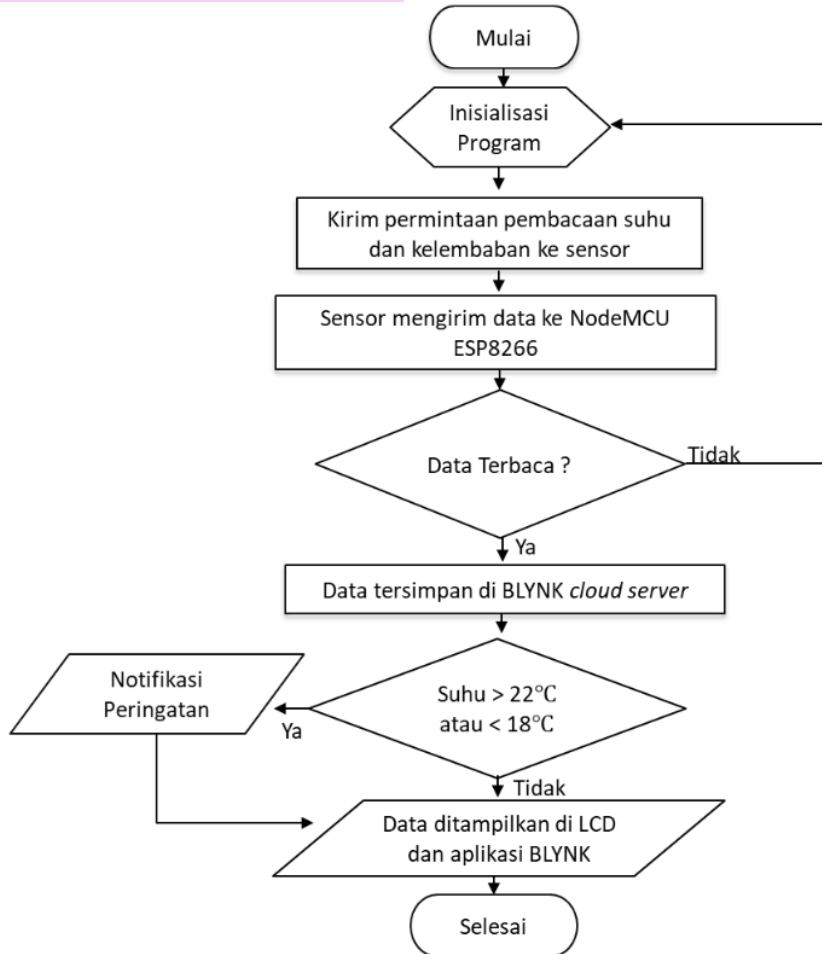 Mulai
Inisialisasi
Program
Kirim permintaan pembacaan suhu
dan kelembaban ke sensor
Sensor mengirim data ke NodeMCU
ESP8266
Data Terbaca ?
Tidak
Ya
Data tersimpan di BLYNK cloud server
Notifikasi
Peringatan
Suhu > 22°C
atau < 18°C
Ya
Tidak
Data ditampilkan di LCD
dan aplikasi BLYNK
Selesai